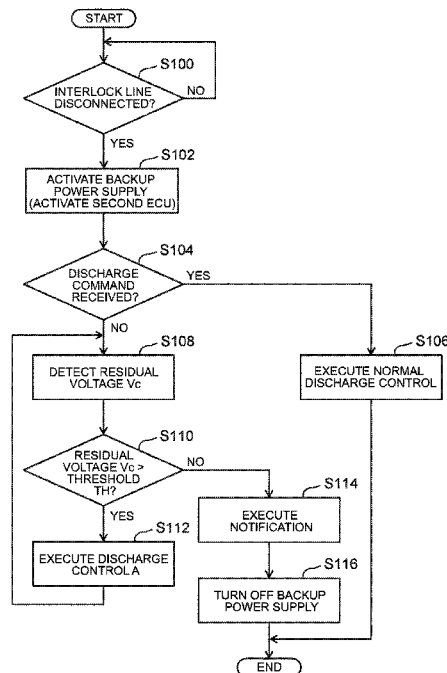 START
S100
INTERLOCK LINE
DISCONNECTED?
NO
YES
S102
ACTIVATE BACKUP
POWER SUPPLY
(ACTIVATE SECOND ECU)
S104
DISCHARGE
COMMAND
RECEIVED?
YES
NO
S108
DETECT RESIDUAL
VOLTAGE Vc
S106
EXECUTE NORMAL
DISCHARGE CONTROL
S110
RESIDUAL
VOLTAGE Vc >
THRESHOLD
TH?
NO
YES
S114
EXECUTE
NOTIFICATION
S112
EXECUTE DISCHARGE
CONTROL A
S116
TURN OFF BACKUP
POWER SUPPLY
END